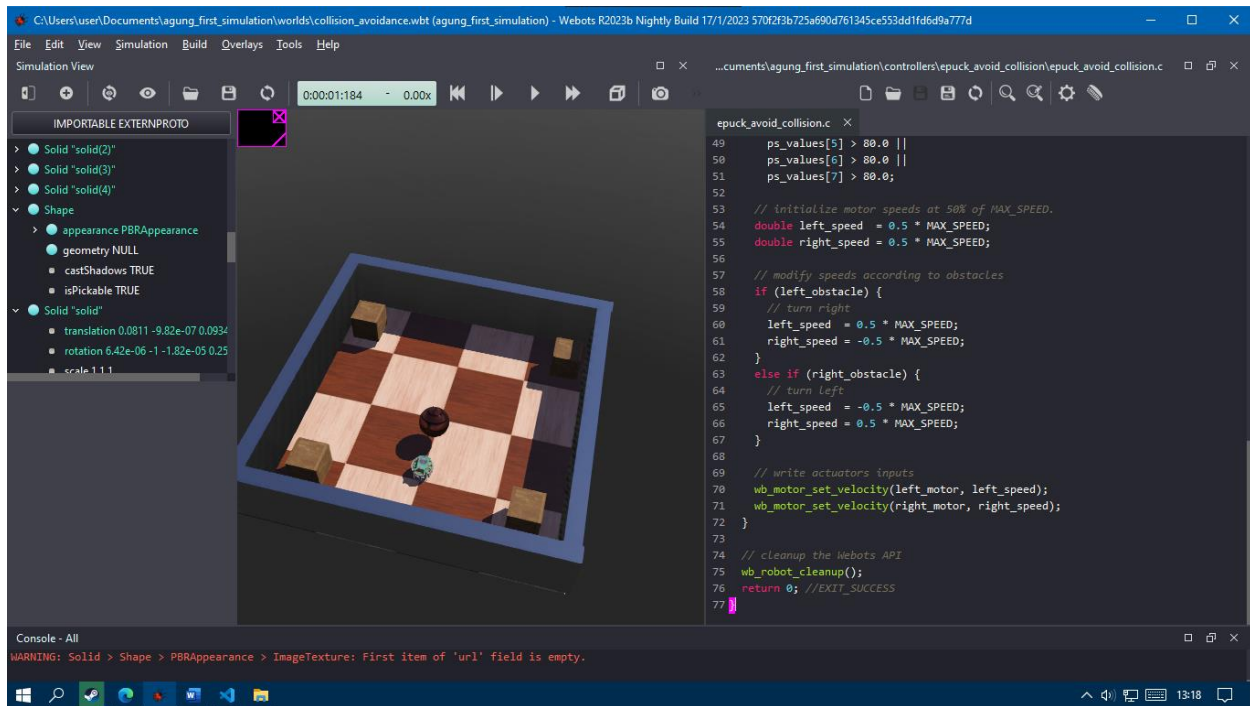 C:\Users\user\Documents\agung_first_simulation\worlds\collision_avoidance.wbt (agung_first_simulation) - Webots R2023b Nightly Build 17/1/2023 570f2f3b725a690d761345ce553dd1fd6d9a777d
File Edit View Simulation Build Overlays Tools Help
Simulation View
0:00:01:184 - 0.00x
IMPORTABLE EXTERNPROTO
Solid "solid(2)"
Solid "solid(3)"
Solid "solid(4)"
Shape
appearance PBRAppearance
geometry NULL
castShadows TRUE
isPickable TRUE
Solid "solid"
translation 0.0811 -9.82e-07 0.0934
rotation 6.42e-06 -1 -1.82e-05 0.25
scale 1 1 1
...cuments\agung_first_simulation\controllers\epuck_avoid_collision\epuck_avoid_collision.c
epuck_avoid_collision.c
49 ps_values[5] > 80.0 ||
50 ps_values[6] > 80.0 ||
51 ps_values[7] > 80.0;
52
53 // initialize motor speeds at 50% of MAX_SPEED.
54 double left_speed  = 0.5 * MAX_SPEED;
55 double right_speed = 0.5 * MAX_SPEED;
56
57 // modify speeds according to obstacles
58 if (left_obstacle) {
59 // turn right
60 left_speed  = 0.5 * MAX_SPEED;
61 right_speed = -0.5 * MAX_SPEED;
62 }
63 else if (right_obstacle) {
64 // turn left
65 left_speed  = -0.5 * MAX_SPEED;
66 right_speed = 0.5 * MAX_SPEED;
67 }
68
69 // write actuators inputs
70 wb_motor_set_velocity(left_motor, left_speed);
71 wb_motor_set_velocity(right_motor, right_speed);
72 }
73
74 // cleanup the Webots API
75 wb_robot_cleanup();
76 return 0; //EXIT_SUCCESS
77 }
Console - All
WARNING: Solid > Shape > PBRAppearance > ImageTexture: First item of 'url' field is empty.
13:18